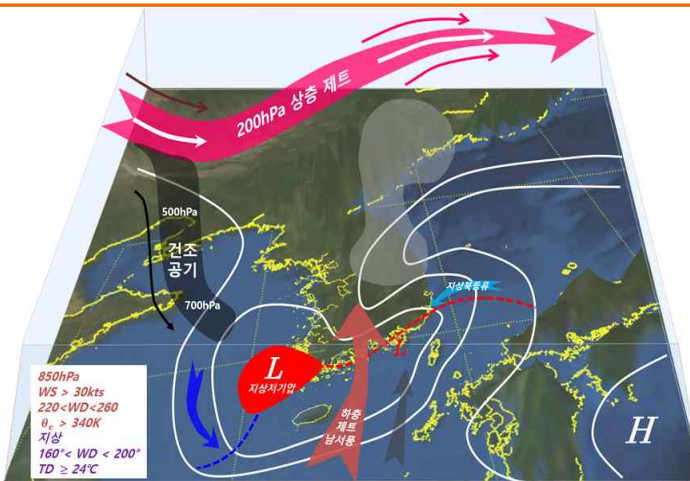 200hPa 상층 제트
500hPa
건조
공기
700hPa
지상북동류
L
L
지상저기압
하층
제트
남서풍
H
850hPa
WS > 30kts
220<WD<260
θe > 340K
지상
160°< WD < 200°
TD ≥ 24℃